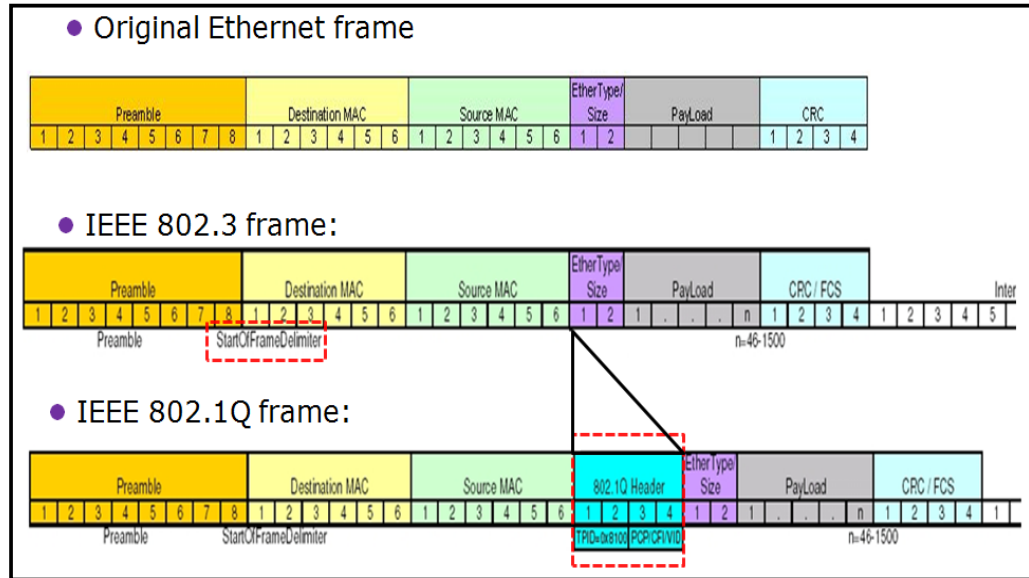 Original Ethernet frame
EtherType/
Preamble Destination MAC Source MAC Size PayLoad CRC
1 2 3 4 5 6 7 8 1 2 3 4 5 6 1 2 3 4 5 6 1 2 1 2 3 4
IEEE 802.3 frame:
EtherType/
Preamble Destination MAC Source MAC Size PayLoad CRC / FCS Inter
1 2 3 4 5 6 7 8 1 2 3 4 5 6 1 2 3 4 5 6 1 2 1 . . . n 1 2 3 4 1 2 3 4 5
Preamble StartOfFrameDelimiter n=46-1500
IEEE 802.1Q frame:
EtherType/
Preamble Destination MAC Source MAC 802.1Q Header Size PayLoad CRC / FCS
1 2 3 4 5 6 7 8 1 2 3 4 5 6 1 2 3 4 5 6 1 2 3 4 1 2 1 . . . n 1 2 3 4 1
Preamble StartOfFrameDelimiter TPID=0x8100 PCP/CFI/VID n=46-1500